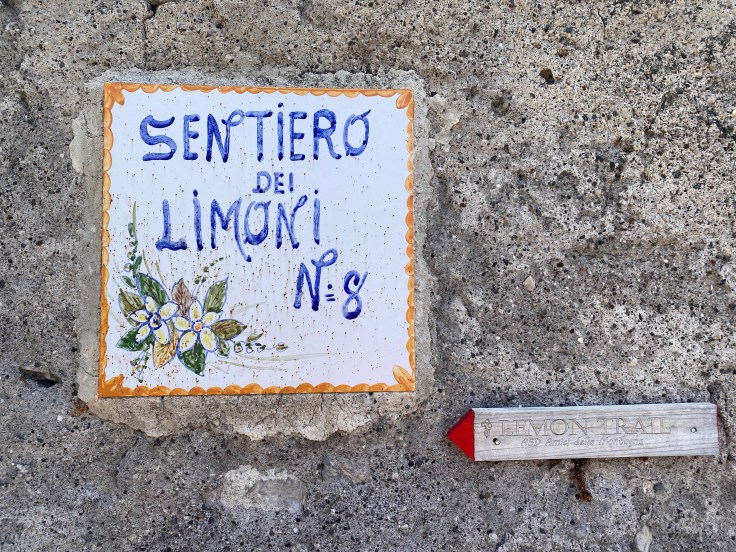 SENTIERO
DEI
LIMONI
N= 8
LEMON TRAIL
ASD Amici della Montagna